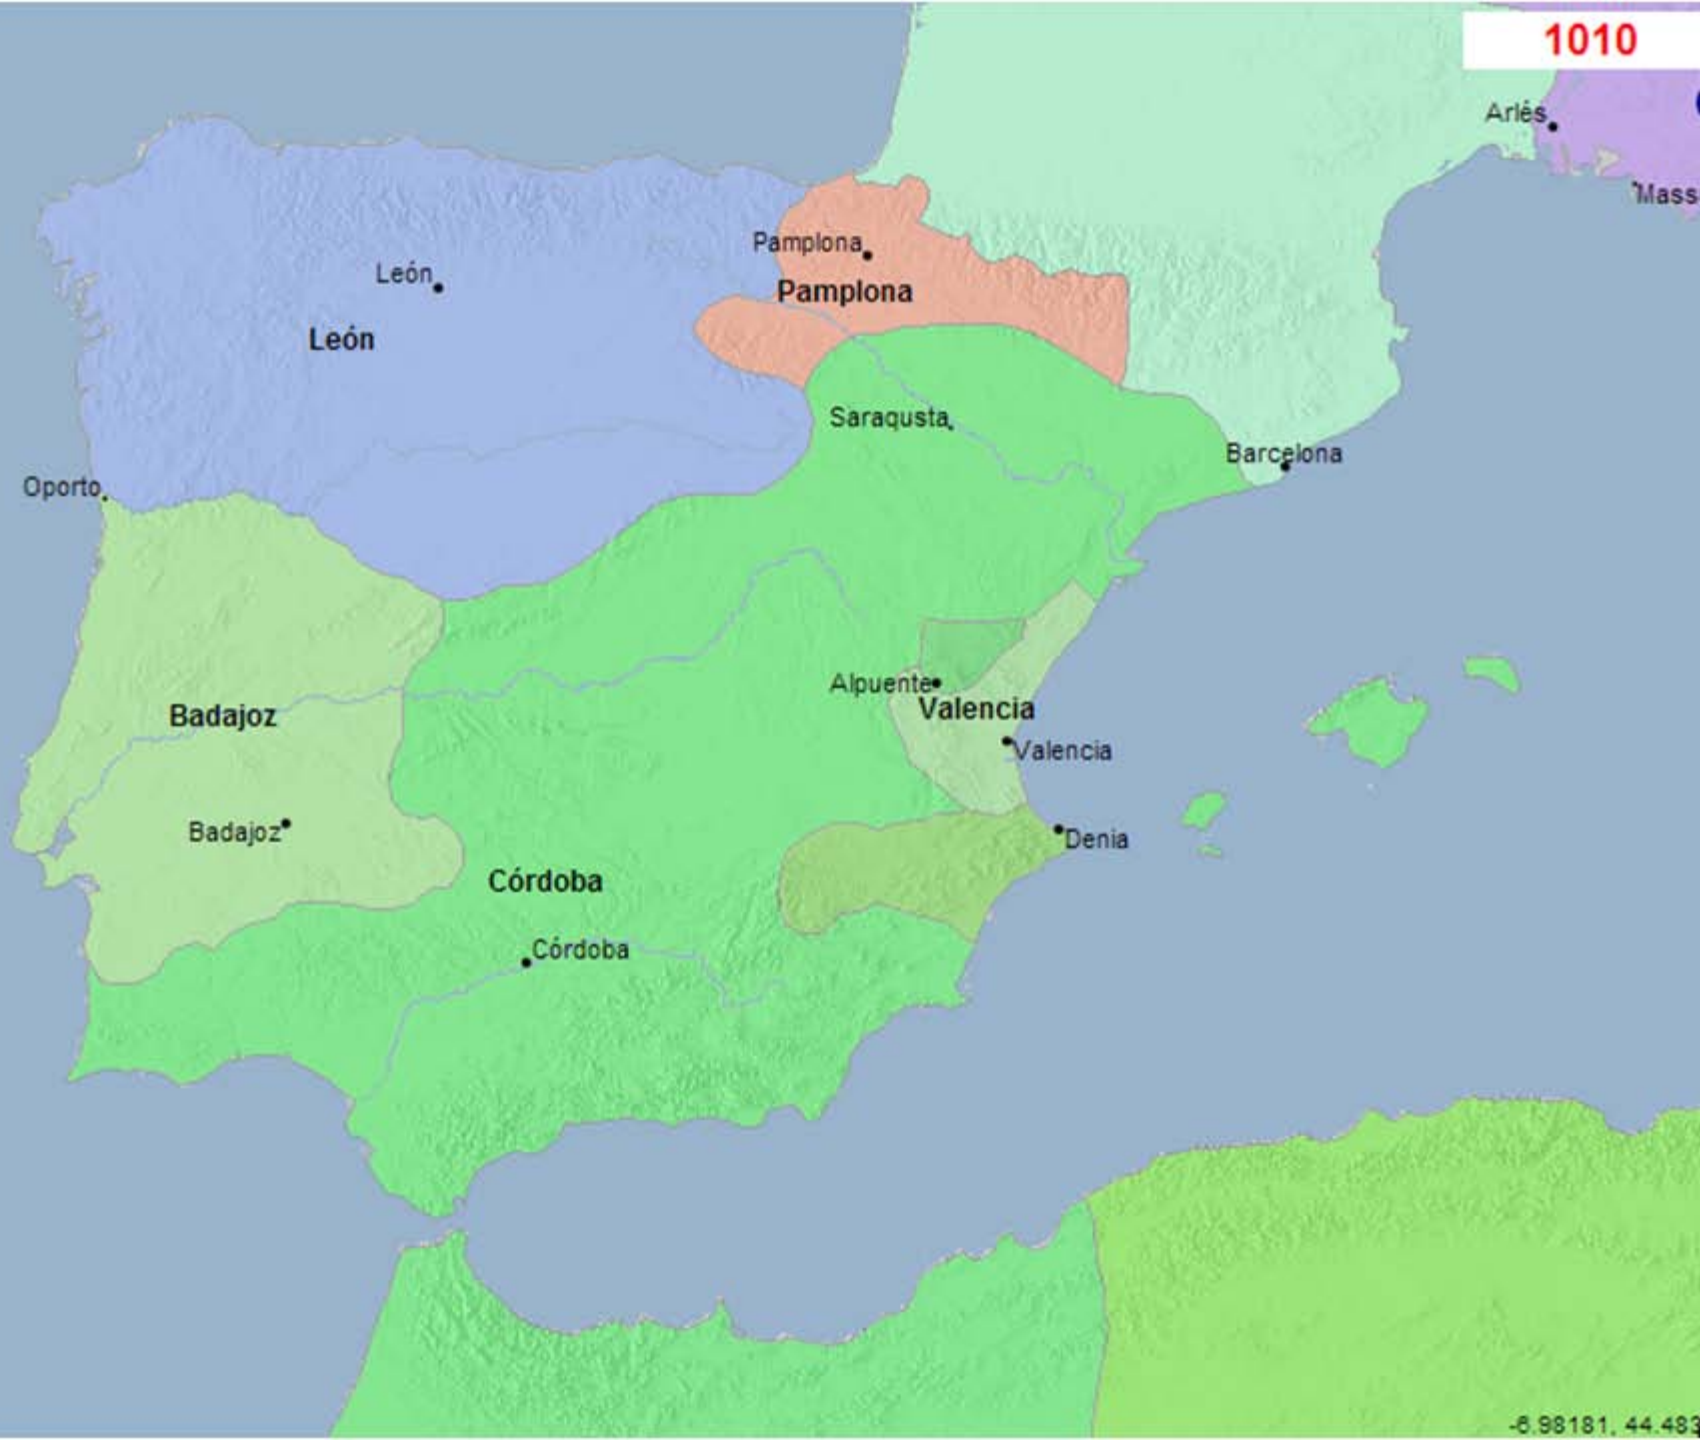 1010
Arlés
Mass
Pamplona
León
Pamplona
León
Saraqusta
Barcelona
Oporto
Alpuente
Valencia
Badajoz
Valencia
Badajoz
Denia
Córdoba
Córdoba
-6.98181, 44.483